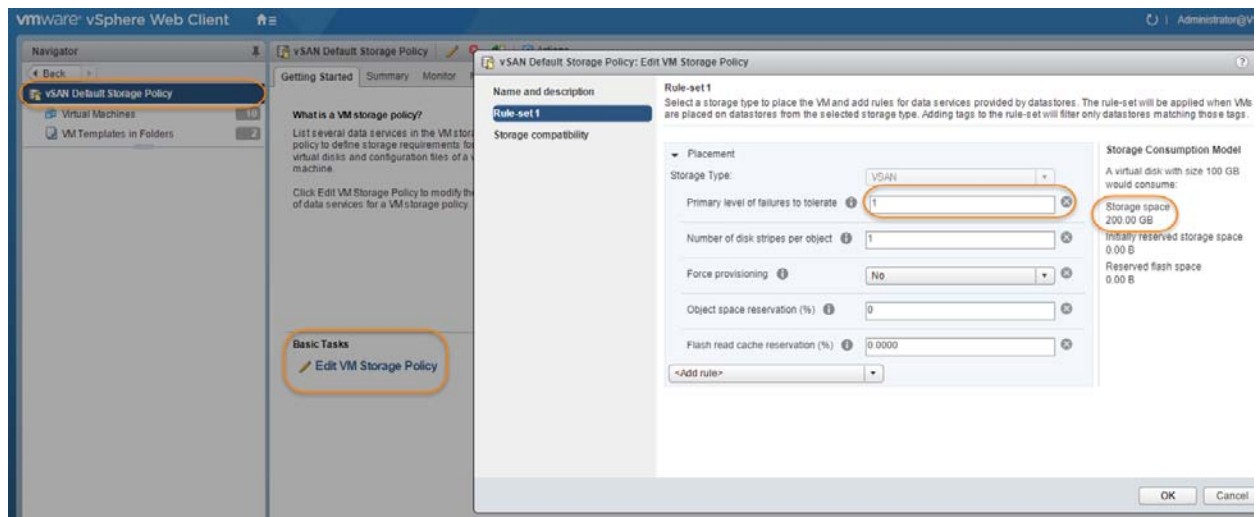 vmware® vSphere Web Client
Administrator@V
Navigator
Back
vSAN Default Storage Policy
Virtual Machines 10
VM Templates in Folders 2
vSAN Default Storage Policy
Getting Started Summary Monitor
What is a VM storage policy?
List several data services in the VM stora
policy to define storage requirements fo
virtual disks and configuration files of a v
machine.
Click Edit VM Storage Policy to modify the
of data services for a VM storage policy.
Basic Tasks
Edit VM Storage Policy
vSAN Default Storage Policy: Edit VM Storage Policy
Name and description
Rule-set 1
Storage compatibility
Rule-set 1
Select a storage type to place the VM and add rules for data services provided by datastores. The rule-set will be applied when VMs
are placed on datastores from the selected storage type. Adding tags to the rule-set will filter only datastores matching those tags.
Placement
Storage Type: VSAN
Primary level of failures to tolerate 1
Number of disk stripes per object 1
Force provisioning No
Object space reservation (%) 0
Flash read cache reservation (%) 0.0000
<Add rule>
Storage Consumption Model
A virtual disk with size 100 GB
would consume:
Storage space
200.00 GB
Initially reserved storage space
0.00 B
Reserved flash space
0.00 B
OK Cancel